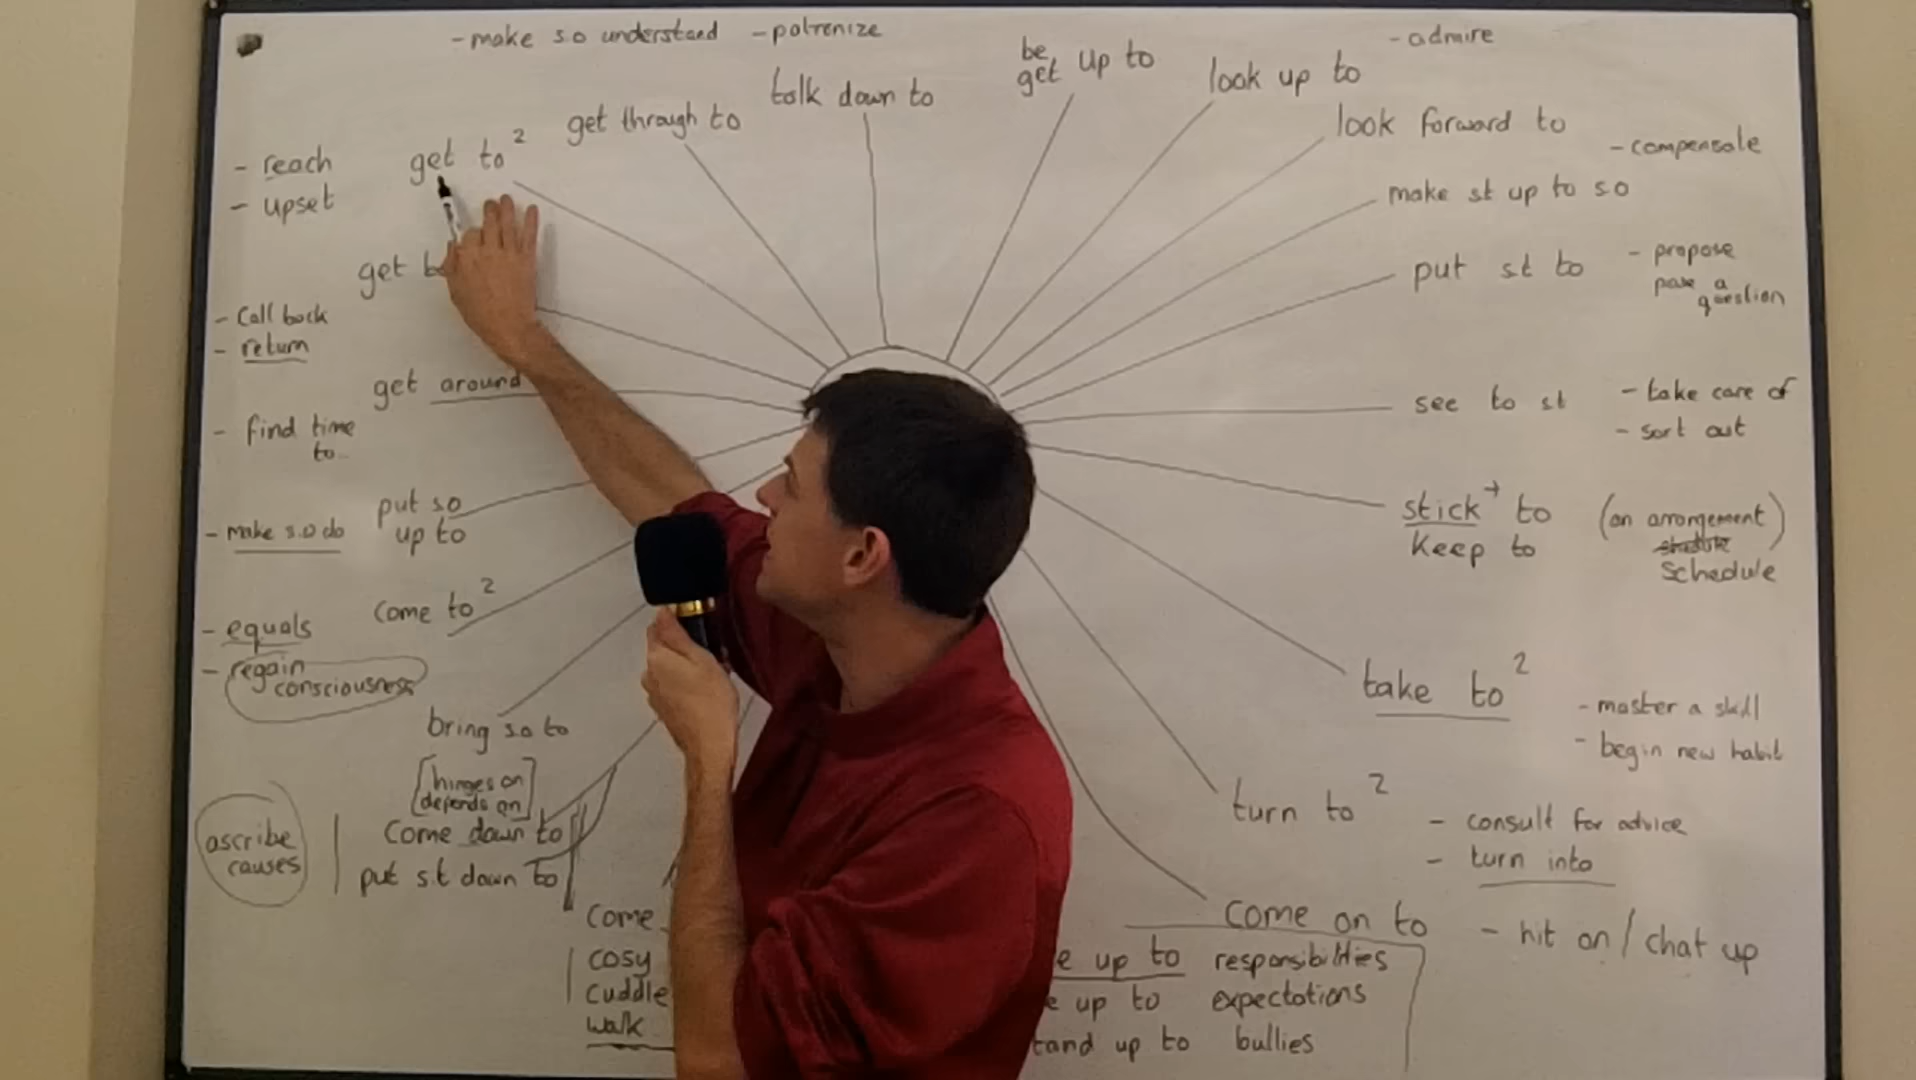 - make s.o understand - patronize
- admire
be
get up to
look up to
talk down to
get through to
look forward to
- reach
get to 2
- compensate
- upset
make st up to so
get
put st to
- propose
pose a
question
- call back
- return
get around
see to st
- take care of
- sort out
- find time
to
put s.o
up to
- make s.o do
stick to
(an arrangement)
keep to
schedule
come to 2
- equals
- regain
consciousness
take to 2
- master a skill
- begin new habit
bring s.o to
[hinges on
depends on]
turn to 2
- consult for advice
- turn into
ascribe
causes
come down to
put s.t down to
come
come on to
- hit on / chat up
cosy
e up to responsibilities
cuddle
e up to expectations
walk
tand up to bullies